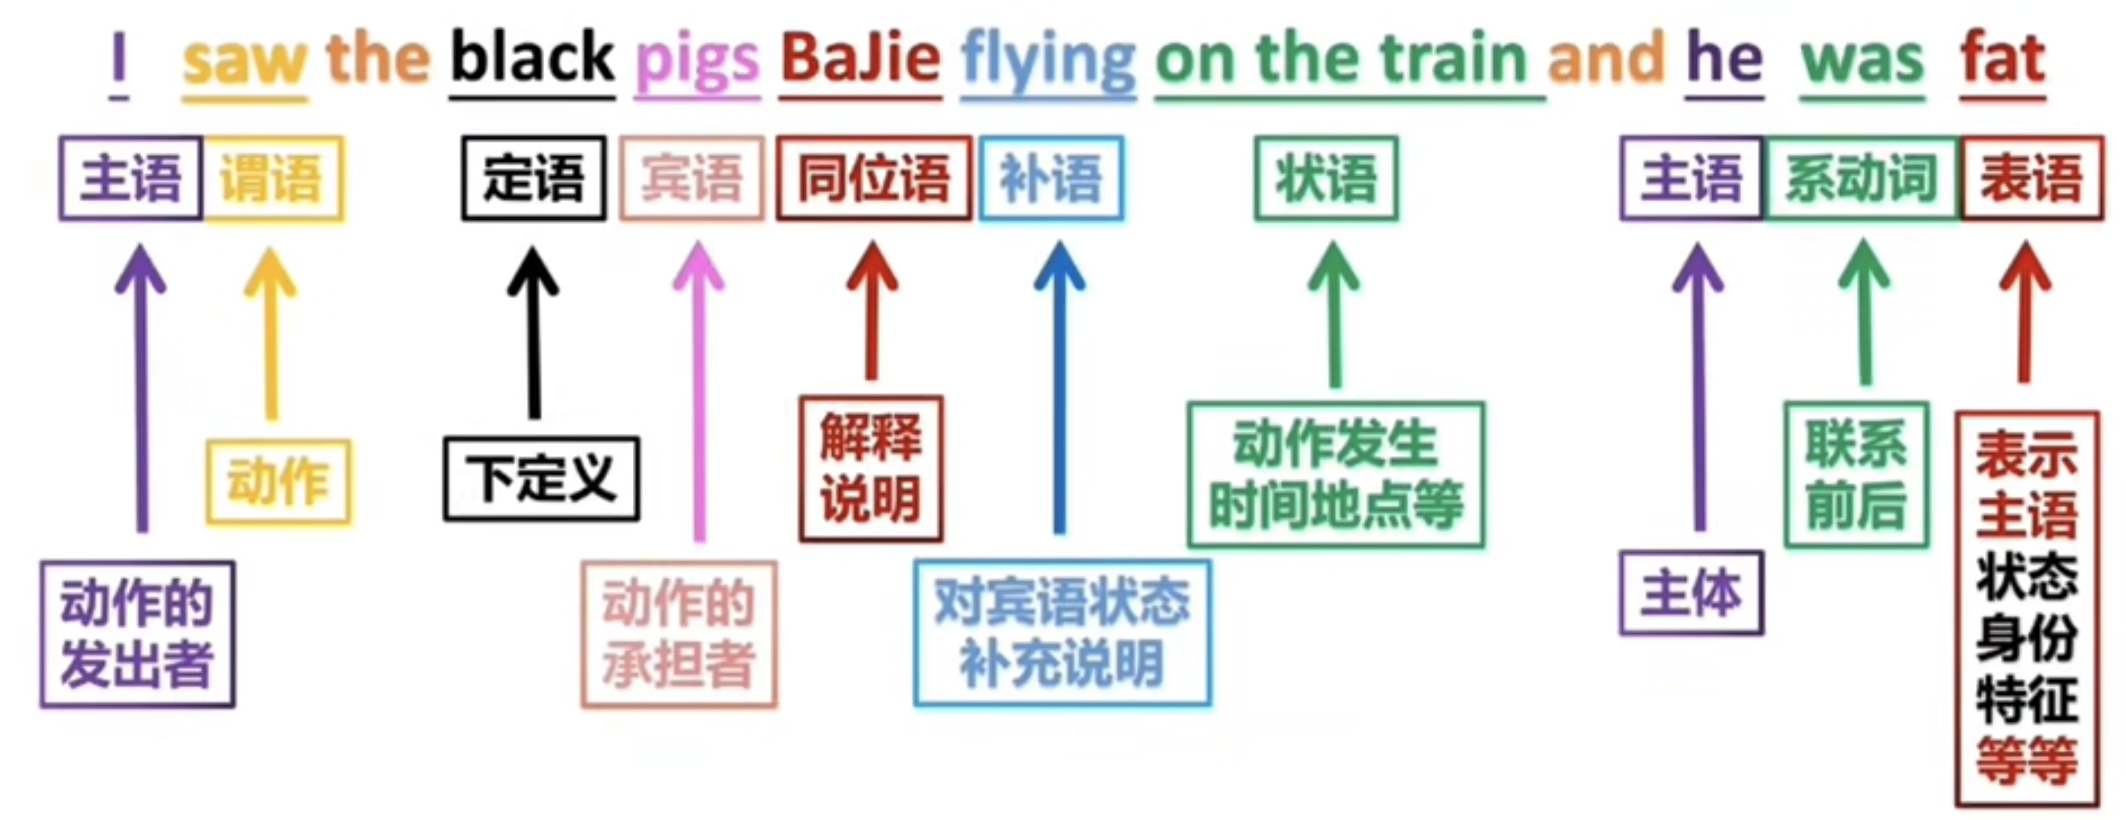 I saw the black pigs BaJie flying on the train and he was fat
主语 谓语 定语 宾语 同位语 补语 状语 主语 系动词 表语
动作的
发出者
动作
下定义
动作的
承担者
解释
说明
对宾语状态
补充说明
动作发生
时间地点等
主体
联系
前后
表示
主语
状态
身份
特征
等等